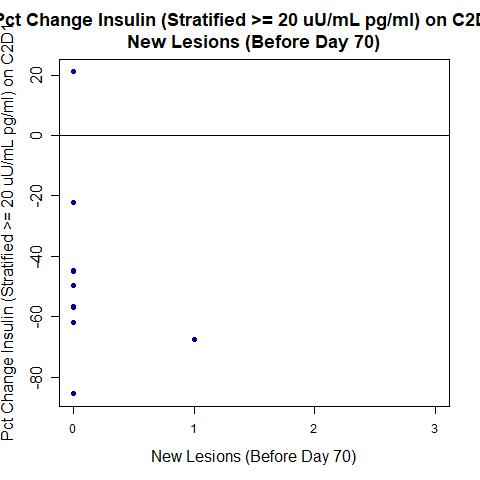 Pct Change Insulin (Stratified >= 20 uU/mL pg/ml) on C2D
New Lesions (Before Day 70)
Pct Change Insulin (Stratified >= 20 uU/mL pg/ml) on C2D1
20
0
-20
-40
-60
-80
0 1 2 3
New Lesions (Before Day 70)